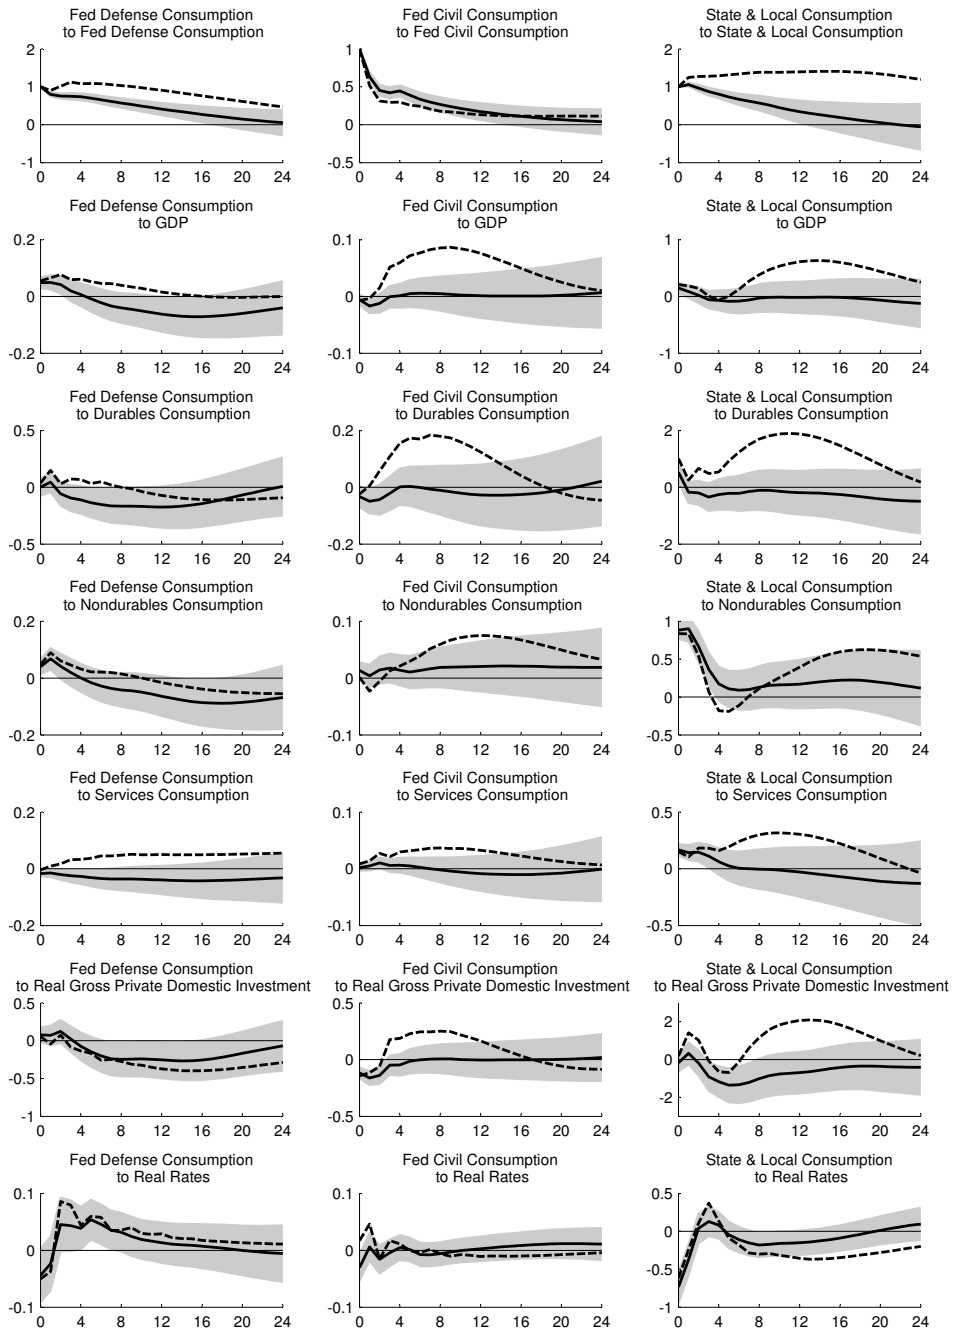 Fed Defense Consumption
to Fed Defense Consumption
Fed Civil Consumption
to Fed Civil Consumption
State & Local Consumption
to State & Local Consumption
2
1
0
-1
0 4 8 12 16 20 24
1
0.5
0
-0.5
0 4 8 12 16 20 24
2
1
0
-1
0 4 8 12 16 20 24
Fed Defense Consumption
to GDP
Fed Civil Consumption
to GDP
State & Local Consumption
to GDP
0.2
0
-0.2
0 4 8 12 16 20 24
0.1
0
-0.1
0 4 8 12 16 20 24
1
0
-1
0 4 8 12 16 20 24
Fed Defense Consumption
to Durables Consumption
Fed Civil Consumption
to Durables Consumption
State & Local Consumption
to Durables Consumption
0.5
0
-0.5
0 4 8 12 16 20 24
0.2
0
-0.2
0 4 8 12 16 20 24
2
0
-2
0 4 8 12 16 20 24
Fed Defense Consumption
to Nondurables Consumption
Fed Civil Consumption
to Nondurables Consumption
State & Local Consumption
to Nondurables Consumption
0.2
0
-0.2
0 4 8 12 16 20 24
0.1
0
-0.1
0 4 8 12 16 20 24
1
0.5
0
-0.5
0 4 8 12 16 20 24
Fed Defense Consumption
to Services Consumption
Fed Civil Consumption
to Services Consumption
State & Local Consumption
to Services Consumption
0.2
0
-0.2
0 4 8 12 16 20 24
0.1
0
-0.1
0 4 8 12 16 20 24
0.5
0
-0.5
0 4 8 12 16 20 24
Fed Defense Consumption
to Real Gross Private Domestic Investment
Fed Civil Consumption
to Real Gross Private Domestic Investment
State & Local Consumption
to Real Gross Private Domestic Investment
0.5
0
-0.5
-1
0 4 8 12 16 20 24
0.5
0
-0.5
0 4 8 12 16 20 24
2
0
-2
0 4 8 12 16 20 24
Fed Defense Consumption
to Real Rates
Fed Civil Consumption
to Real Rates
State & Local Consumption
to Real Rates
0.1
0
-0.1
0 4 8 12 16 20 24
0.1
0
-0.1
0 4 8 12 16 20 24
0.5
0
-0.5
-1
0 4 8 12 16 20 24